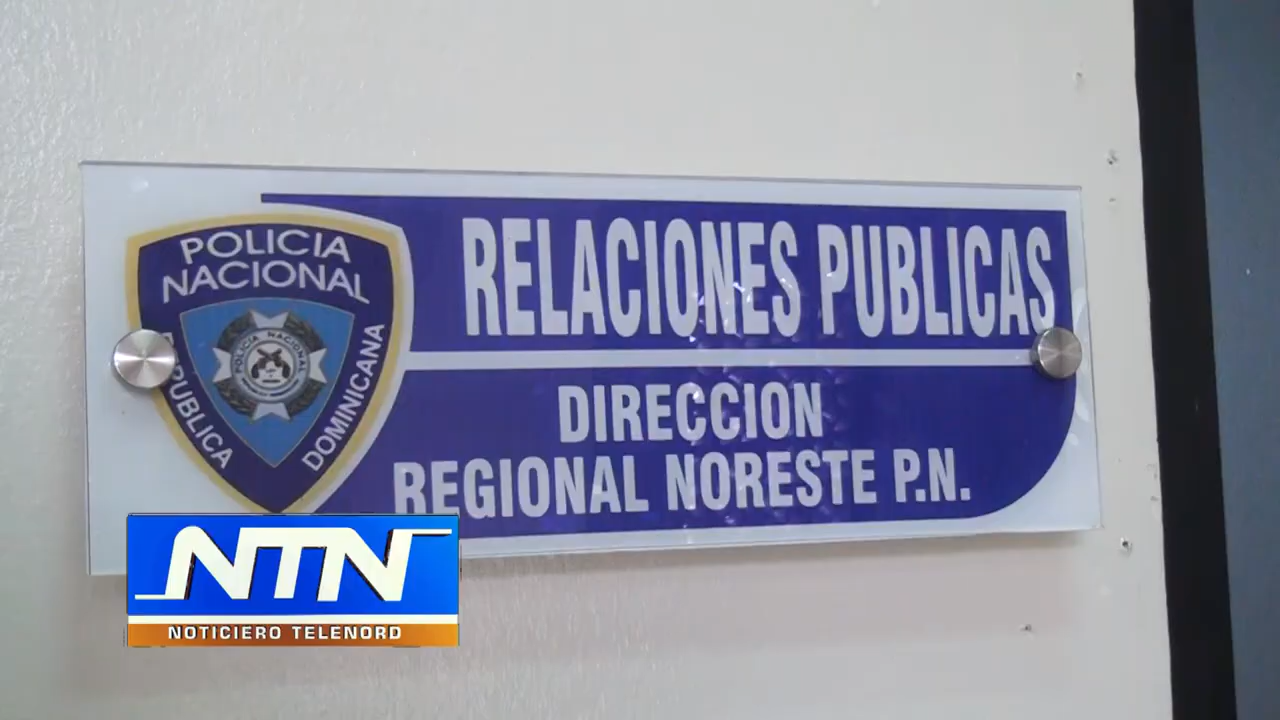 RELACIONES PUBLICAS
DIRECCION
REGIONAL NORESTE P.N.
POLICIA
NACIONAL
REPUBLICA
DOMINICANA
POLICIA NACIONAL
NTN
NOTICIERO TELENORD